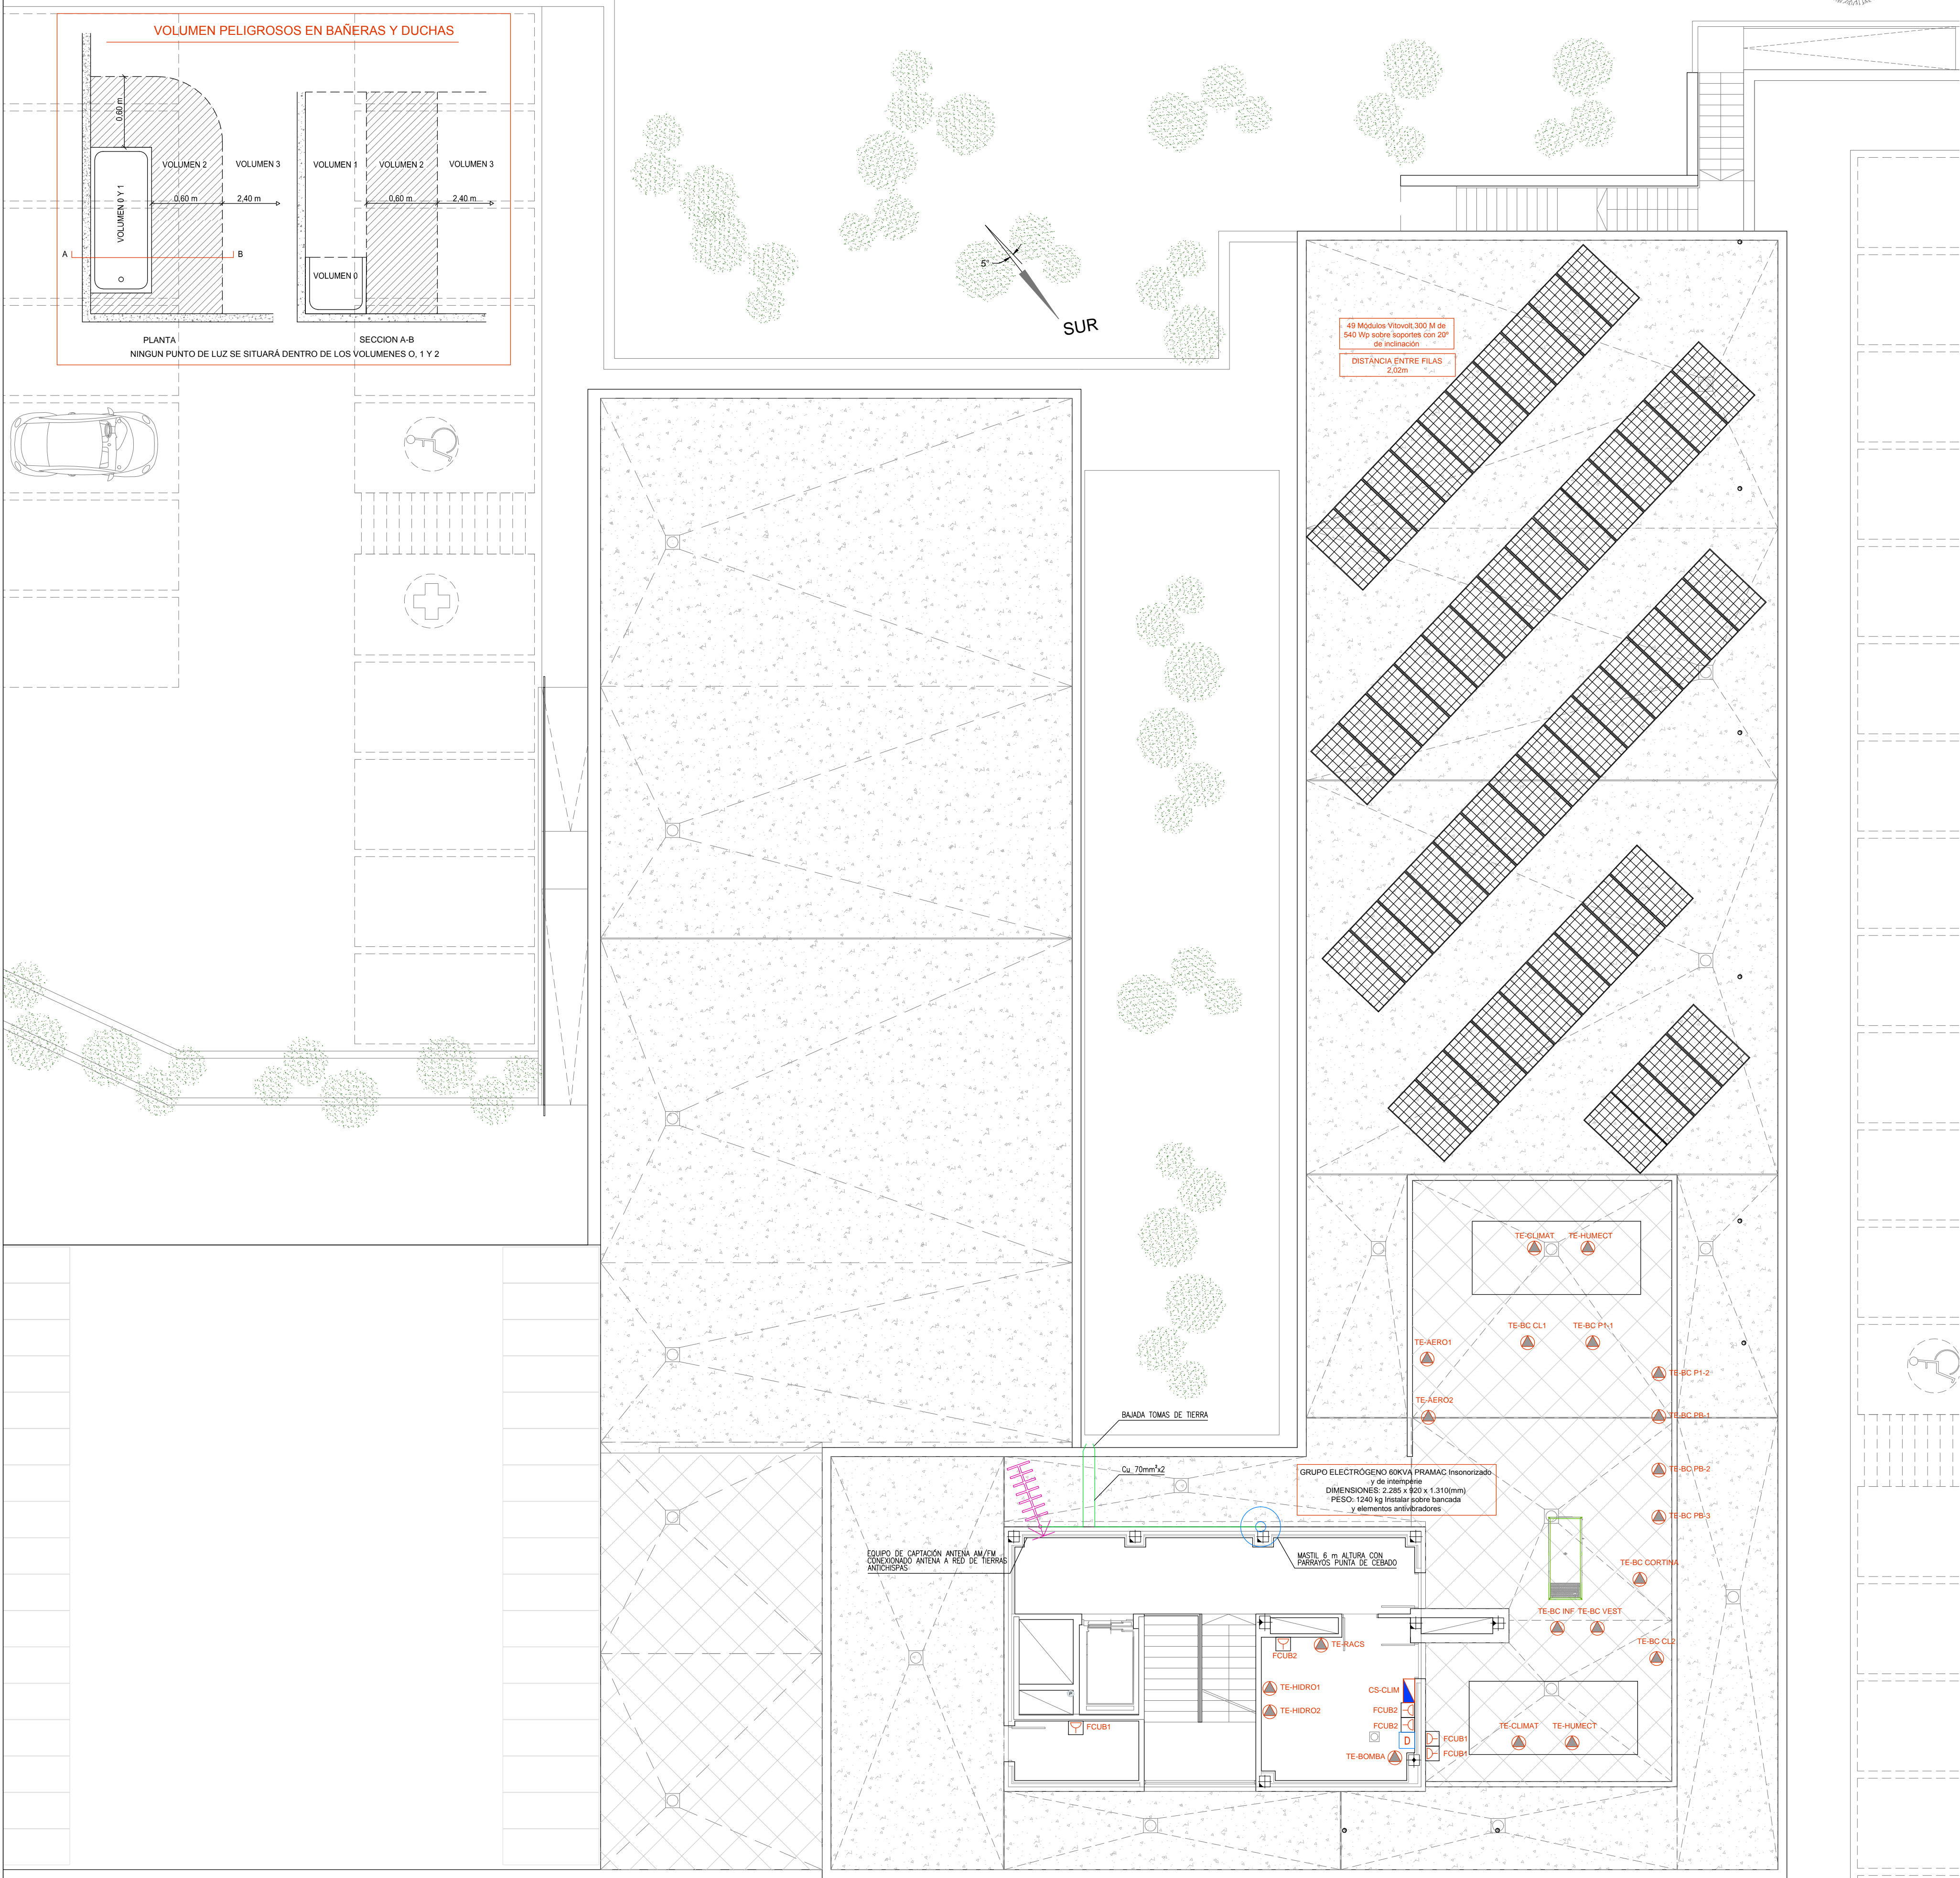 VOLUMEN PELIGROSOS EN BAÑERAS Y DUCHAS
0,60 m
VOLUMEN 2
VOLUMEN 3
VOLUMEN 1
VOLUMEN 2
VOLUMEN 3
0,60 m
2,40 m
0,60 m
2,40 m
VOLUMEN 0 Y 1
A
B
VOLUMEN 0
PLANTA
SECCION A-B
NINGUN PUNTO DE LUZ SE SITUARÁ DENTRO DE LOS VOLUMENES O, 1 Y 2
5°
SUR
49 Módulos Vitovolt 300 M de
540 Wp sobre soportes con 20º
de inclinación
DISTANCIA ENTRE FILAS
2,02m
TE-CLIMAT
TE-HUMECT
TE-BC CL1
TE-BC P1-1
TE-AERO1
TE-BC P1-2
TE-AERO2
TE-BC PB-1
BAJADA TOMAS DE TIERRA
Cu 70mm²x2
TE-BC PB-2
GRUPO ELECTRÓGENO 60KVA PRAMAC Insonorizado
y de intemperie
DIMENSIONES: 2.285 x 920 x 1.310(mm)
PESO: 1240 kg Instalar sobre bancada
y elementos antivibradores
TE-BC PB-3
EQUIPO DE CAPTACIÓN ANTENA AM/FM
CONEXIONADO ANTENA A RED DE TIERRAS
ANTICHISPAS
MASTIL 6 m ALTURA CON
PARRAYOS PUNTA DE CEBADO
TE-BC CORTINA
TE-BC INF
TE-BC VEST
TE-BC CL2
TE-RACS
FCUB2
TE-HIDRO1
TE-HIDRO2
CS-CLIM
FCUB2
FCUB2
D
FCUB1
TE-BOMBA
FCUB1
FCUB1
TE-CLIMAT
TE-HUMECT